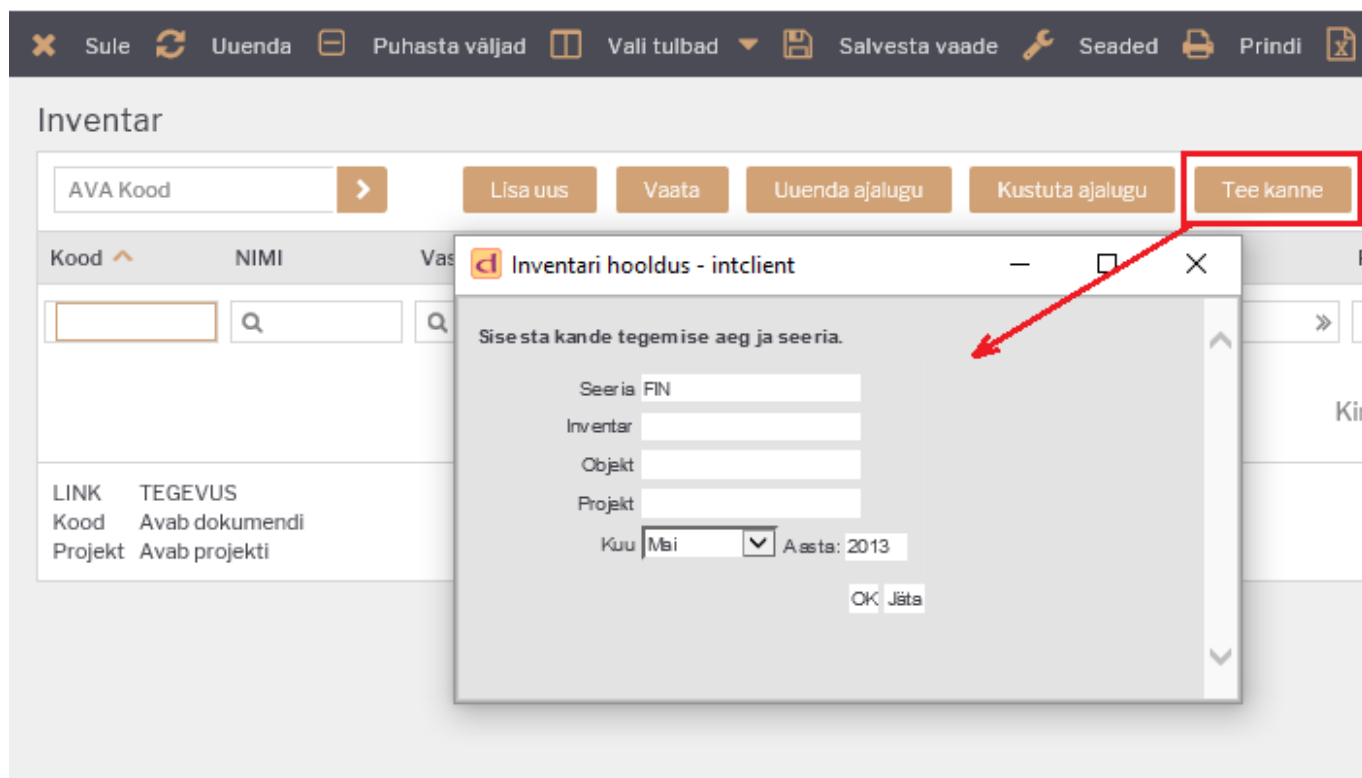 Sule Uuenda Puhasta väljad Vali tulbad Salvesta vaade Seaded Prindi
Inventar
AVA Kood Lisa uus Vaata Uuenda ajalugu Kustuta ajalugu Tee kanne
Kood NIMI Vas
Inventari hooldus - intclient
Sisesta kande tegemise aeg ja seeria.
Seeria FIN
Inventar
Objekt
Projekt
Kuu Mai Aasta: 2013
OK Jäta
Kir
LINK TEGEVUS
Kood Avab dokumendi
Projekt Avab projekti